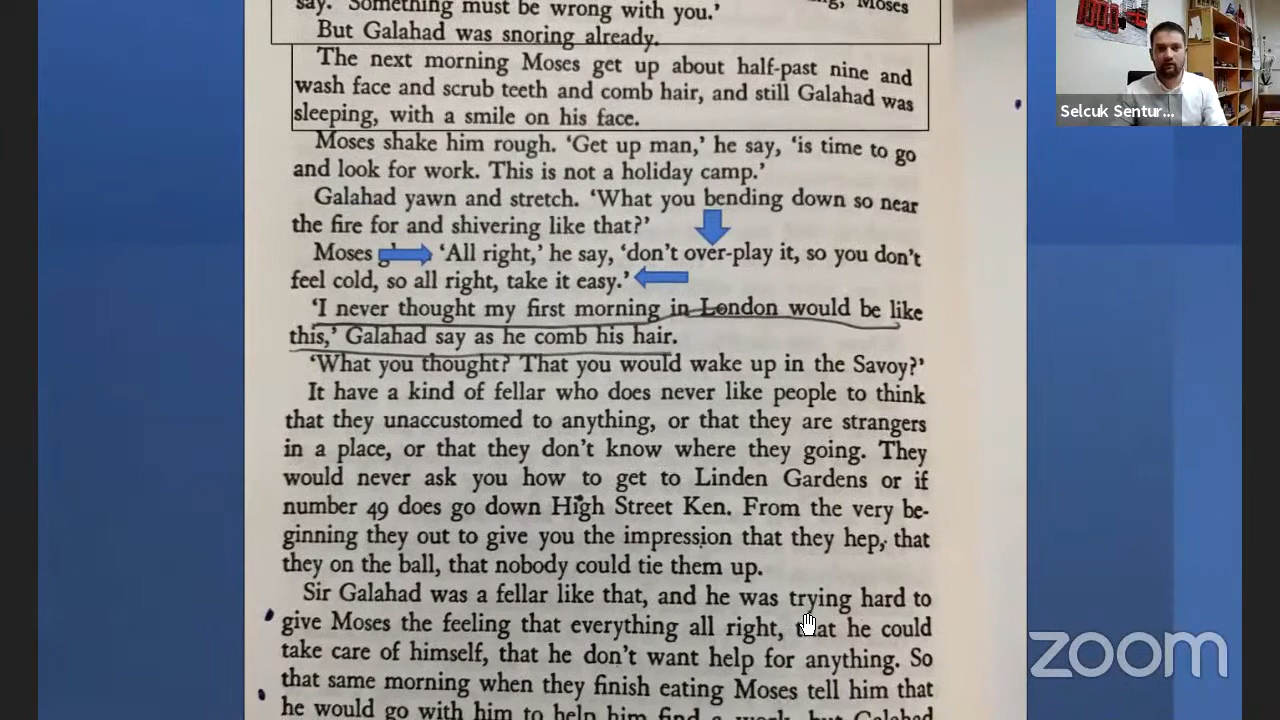 say. 'Something must be wrong with you.' Moses
But Galahad was snoring already.
The next morning Moses get up about half-past nine and
wash face and scrub teeth and comb hair, and still Galahad was
sleeping, with a smile on his face.
Moses shake him rough. 'Get up man,' he say, 'is time to go
and look for work. This is not a holiday camp.'
Galahad yawn and stretch. 'What you bending down so near
the fire for and shivering like that?'
Moses 'All right,' he say, 'don't over-play it, so you don't
feel cold, so all right, take it easy.'
'I never thought my first morning in London would be like
this,' Galahad say as he comb his hair.
'What you thought? That you would wake up in the Savoy?'
It have a kind of fellar who does never like people to think
that they unaccustomed to anything, or that they are strangers
in a place, or that they don't know where they going. They
would never ask you how to get to Linden Gardens or if
number 49 does go down High Street Ken. From the very be-
ginning they out to give you the impression that they hep, that
they on the ball, that nobody could tie them up.
Sir Galahad was a fellar like that, and he was trying hard to
give Moses the feeling that everything all right, that he could
take care of himself, that he don't want help for anything. So
that same morning when they finish eating Moses tell him that
he would go with him to help him find a work, but Galahad
Selcuk Sentur...
zoom